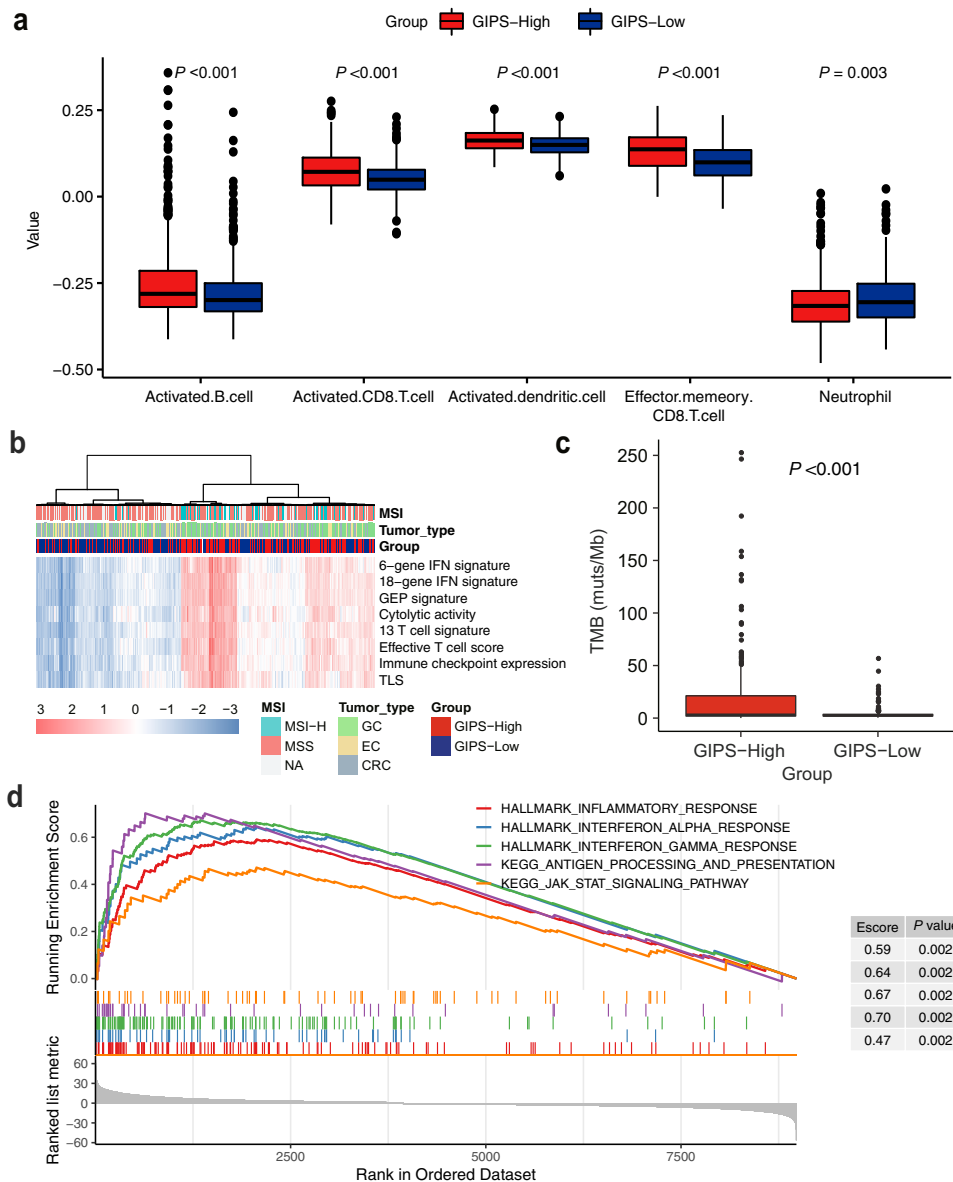 a
Group GIPS−High GIPS−Low
P <0.001 P <0.001 P <0.001 P <0.001 P = 0.003
Value
0.25
0.00
−0.25
−0.50
Activated.B.cell Activated.CD8.T.cell Activated.dendritic.cell Effector.memeory.CD8.T.cell Neutrophil
b
MSI
Tumor_type
Group
6−gene IFN signature
18−gene IFN signature
GEP signature
Cytolytic activity
13 T cell signature
Effective T cell score
Immune checkpoint expression
TLS
3 2 1 0 −1 −2 −3
MSI
MSI−H
MSS
NA
Tumor_type
GC
EC
CRC
Group
GIPS−High
GIPS−Low
c
P <0.001
TMB (muts/Mb)
250
200
150
100
50
0
GIPS−High GIPS−Low
Group
d
Running Enrichment Score
0.6
0.4
0.2
0.0
HALLMARK_INFLAMMATORY_RESPONSE
HALLMARK_INTERFERON_ALPHA_RESPONSE
HALLMARK_INTERFERON_GAMMA_RESPONSE
KEGG_ANTIGEN_PROCESSING_AND_PRESENTATION
KEGG_JAK_STAT_SIGNALING_PATHWAY
Escore P value
0.59 0.002
0.64 0.002
0.67 0.002
0.70 0.002
0.47 0.002
Ranked list metric
60
30
0
−30
−60
2500 5000 7500
Rank in Ordered Dataset